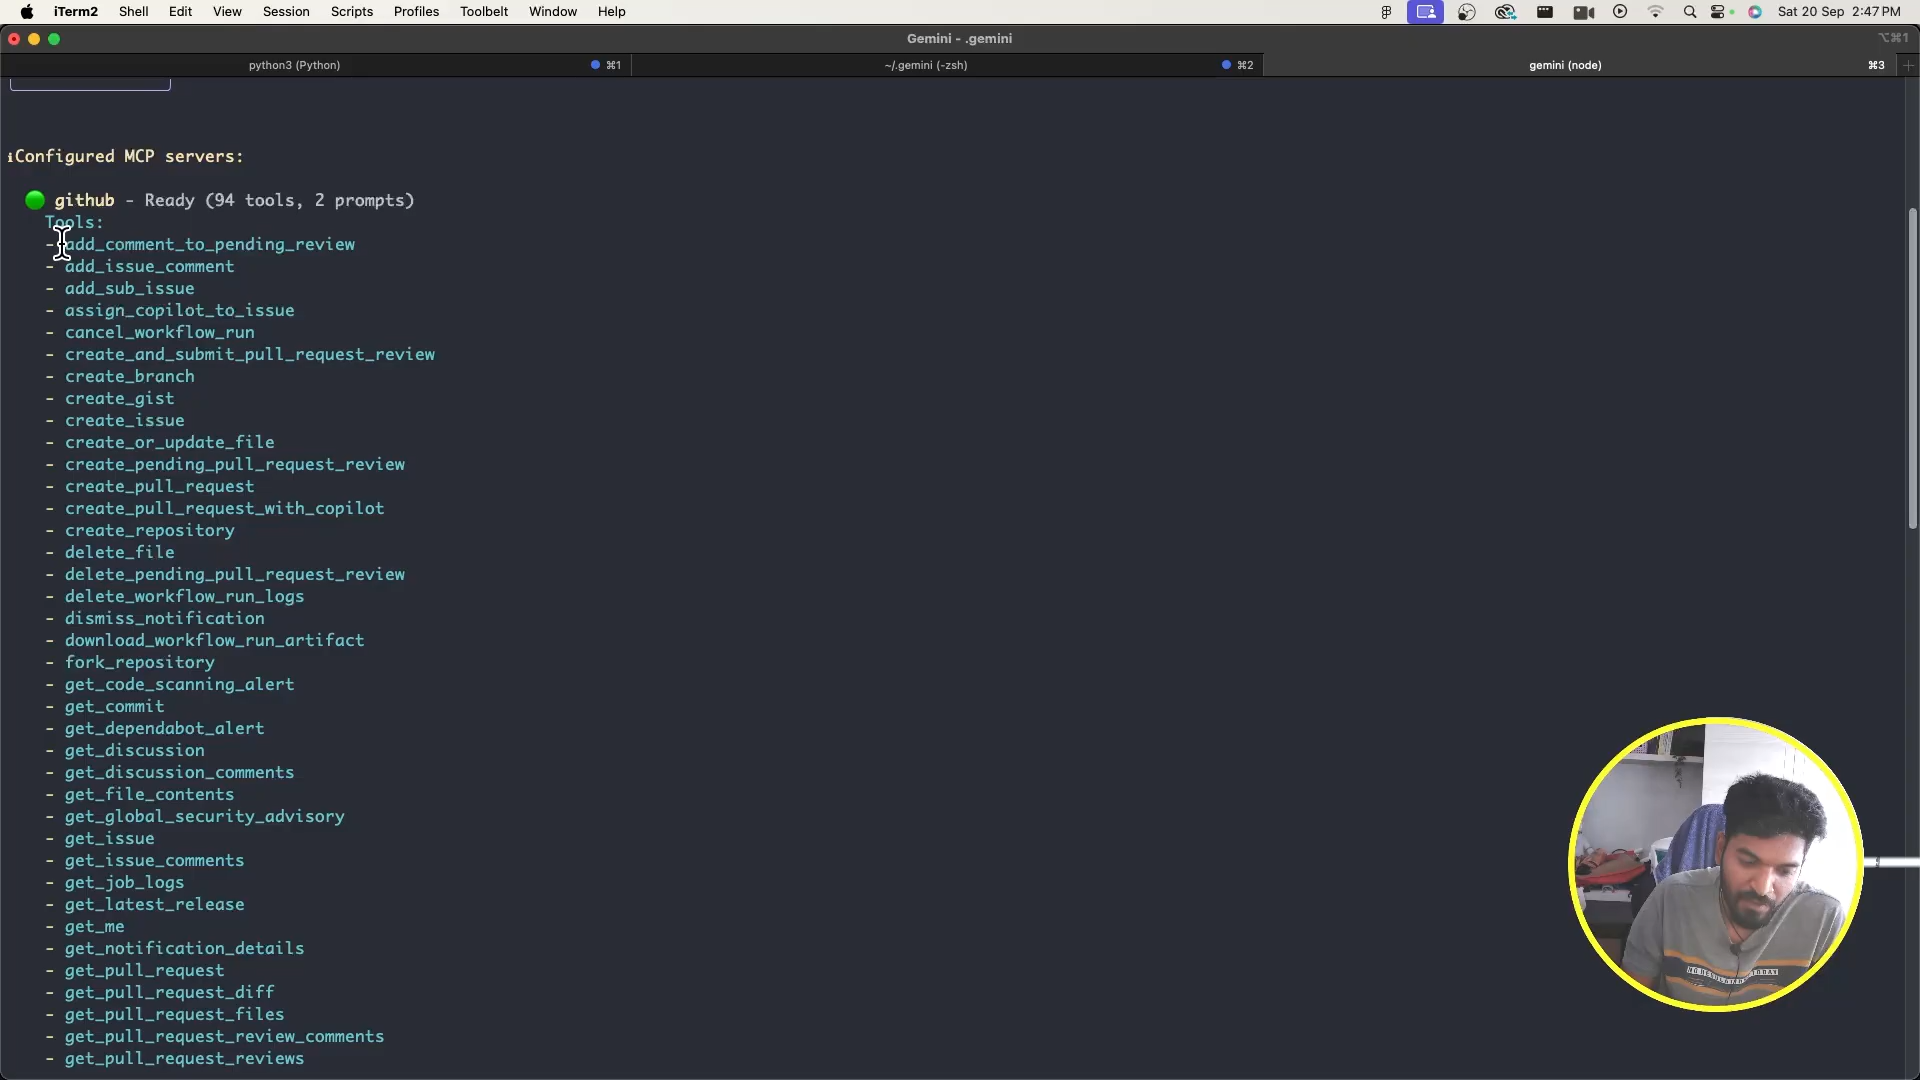 iTerm2 Shell Edit View Session Scripts Profiles Toolbelt Window Help Sat 20 Sep 2:47 PM
Gemini - .gemini ⌥⌘1
python3 (Python) ⌘1 ~/.gemini (-zsh) ⌘2 gemini (node) ⌘3
ℹConfigured MCP servers:
github - Ready (94 tools, 2 prompts)
Tools:
- add_comment_to_pending_review
- add_issue_comment
- add_sub_issue
- assign_copilot_to_issue
- cancel_workflow_run
- create_and_submit_pull_request_review
- create_branch
- create_gist
- create_issue
- create_or_update_file
- create_pending_pull_request_review
- create_pull_request
- create_pull_request_with_copilot
- create_repository
- delete_file
- delete_pending_pull_request_review
- delete_workflow_run_logs
- dismiss_notification
- download_workflow_run_artifact
- fork_repository
- get_code_scanning_alert
- get_commit
- get_dependabot_alert
- get_discussion
- get_discussion_comments
- get_file_contents
- get_global_security_advisory
- get_issue
- get_issue_comments
- get_job_logs
- get_latest_release
- get_me
- get_notification_details
- get_pull_request
- get_pull_request_diff
- get_pull_request_files
- get_pull_request_review_comments
- get_pull_request_reviews